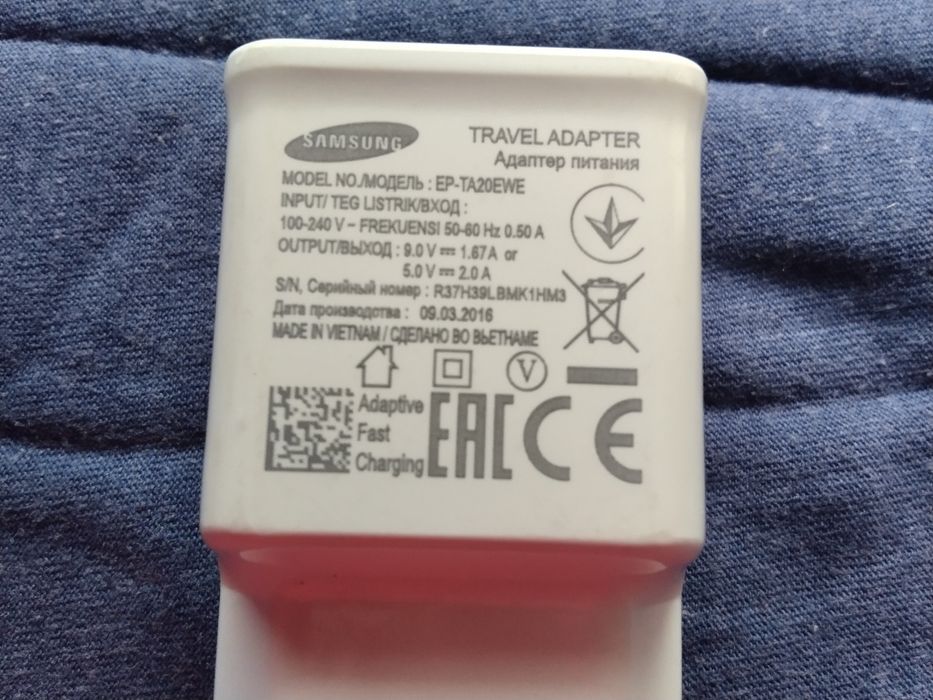 SAMSUNG
TRAVEL ADAPTER
Адаптер питания
MODEL NO./МОДЕЛЬ : EP-TA20EWE
INPUT/ TEG LISTRIK/ВХОД :
100-240 V ~ FREKUENSI 50-60 Hz 0.50 A
OUTPUT/ВЫХОД : 9.0 V ⎓ 1.67 A or
5.0 V ⎓ 2.0 A
S/N, Серийный номер : R37H39LBMK1HM3
Дата производства : 09.03.2016
MADE IN VIETNAM / СДЕЛАНО ВО ВЬЕТНАМЕ
V
Adaptive
Fast
Charging
EAC CE